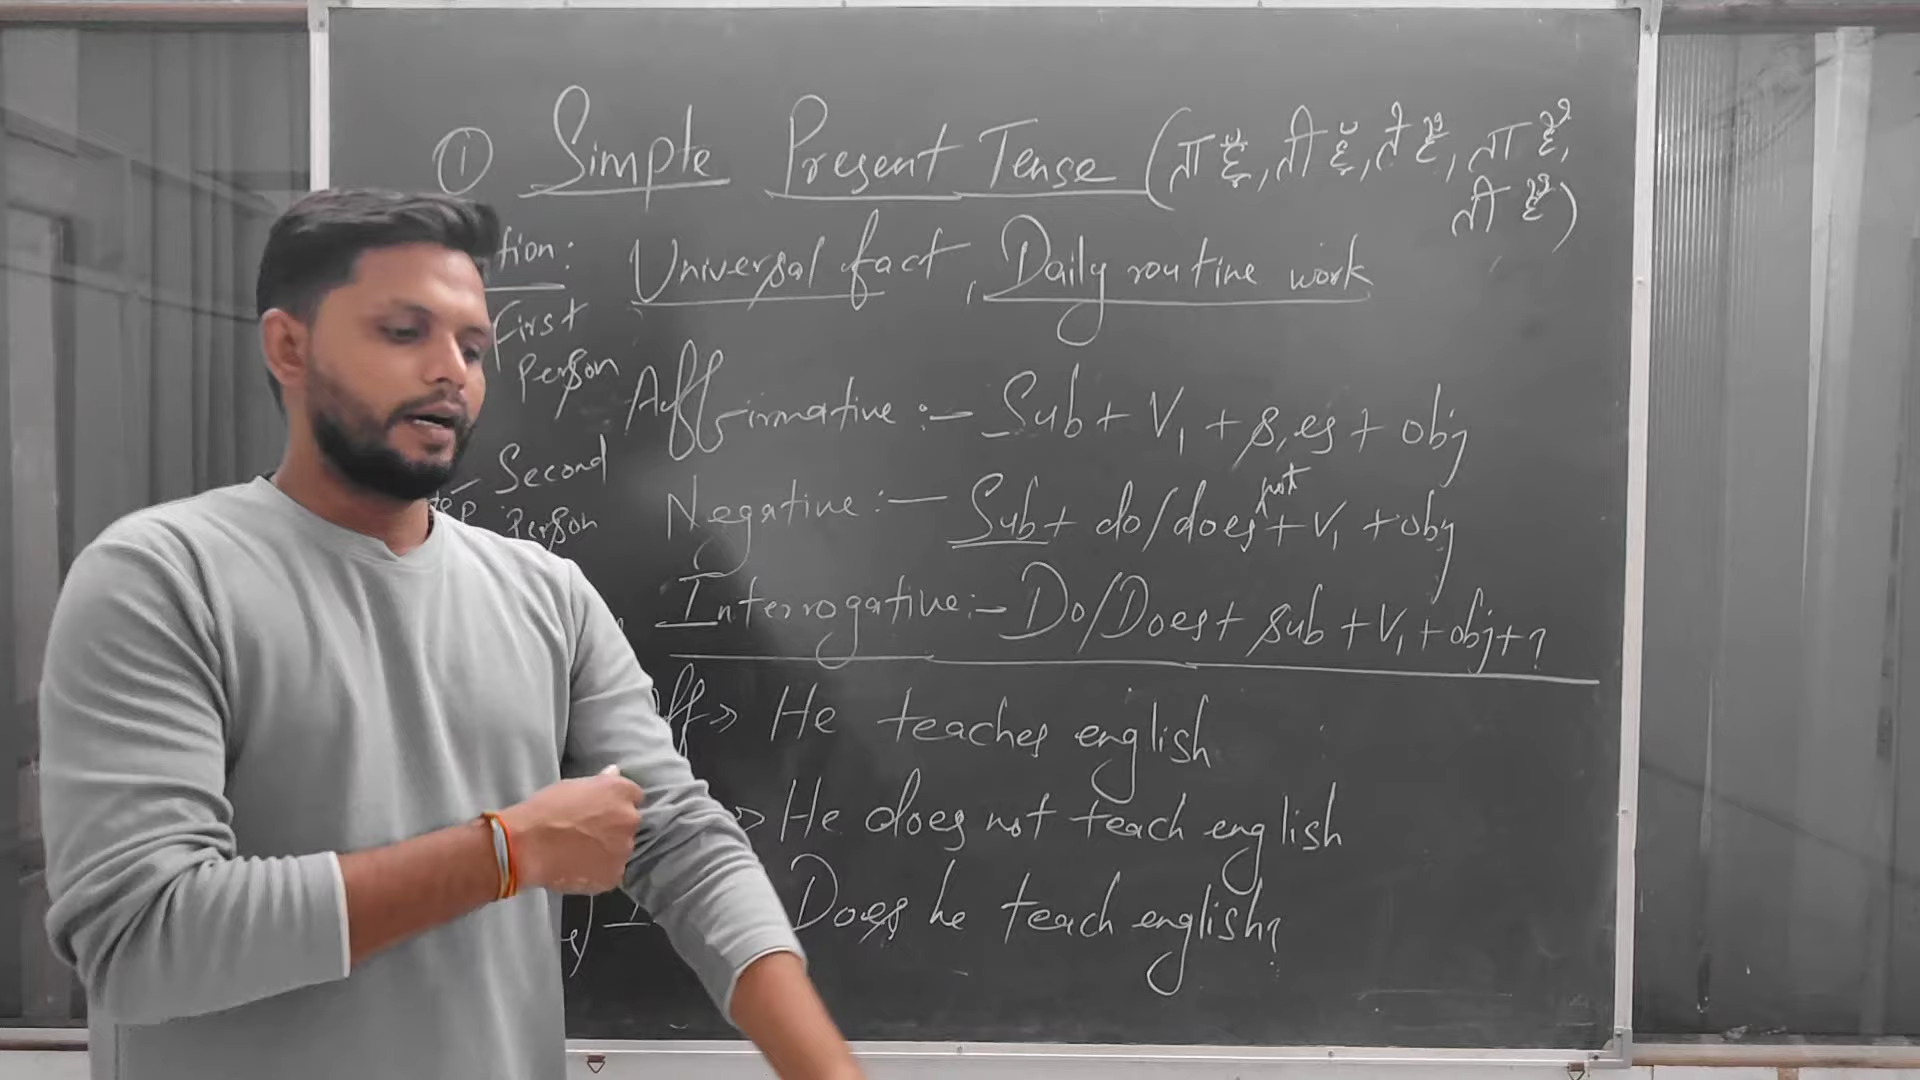 ① Simple Present Tense (ता हूँ, ती हूँ, ते हैं, ता है,
ती है)
tion: Universal fact, Daily routine work
First
Person
Affirmative :- Sub + V₁ + s, es + obj
Second
Person
not
Negative :- Sub + do/does + V₁ + obj
Interrogative :- Do/Does + sub + V₁ + obj + ?
ff > He teaches english
> He does not teach english
Does he teach english?